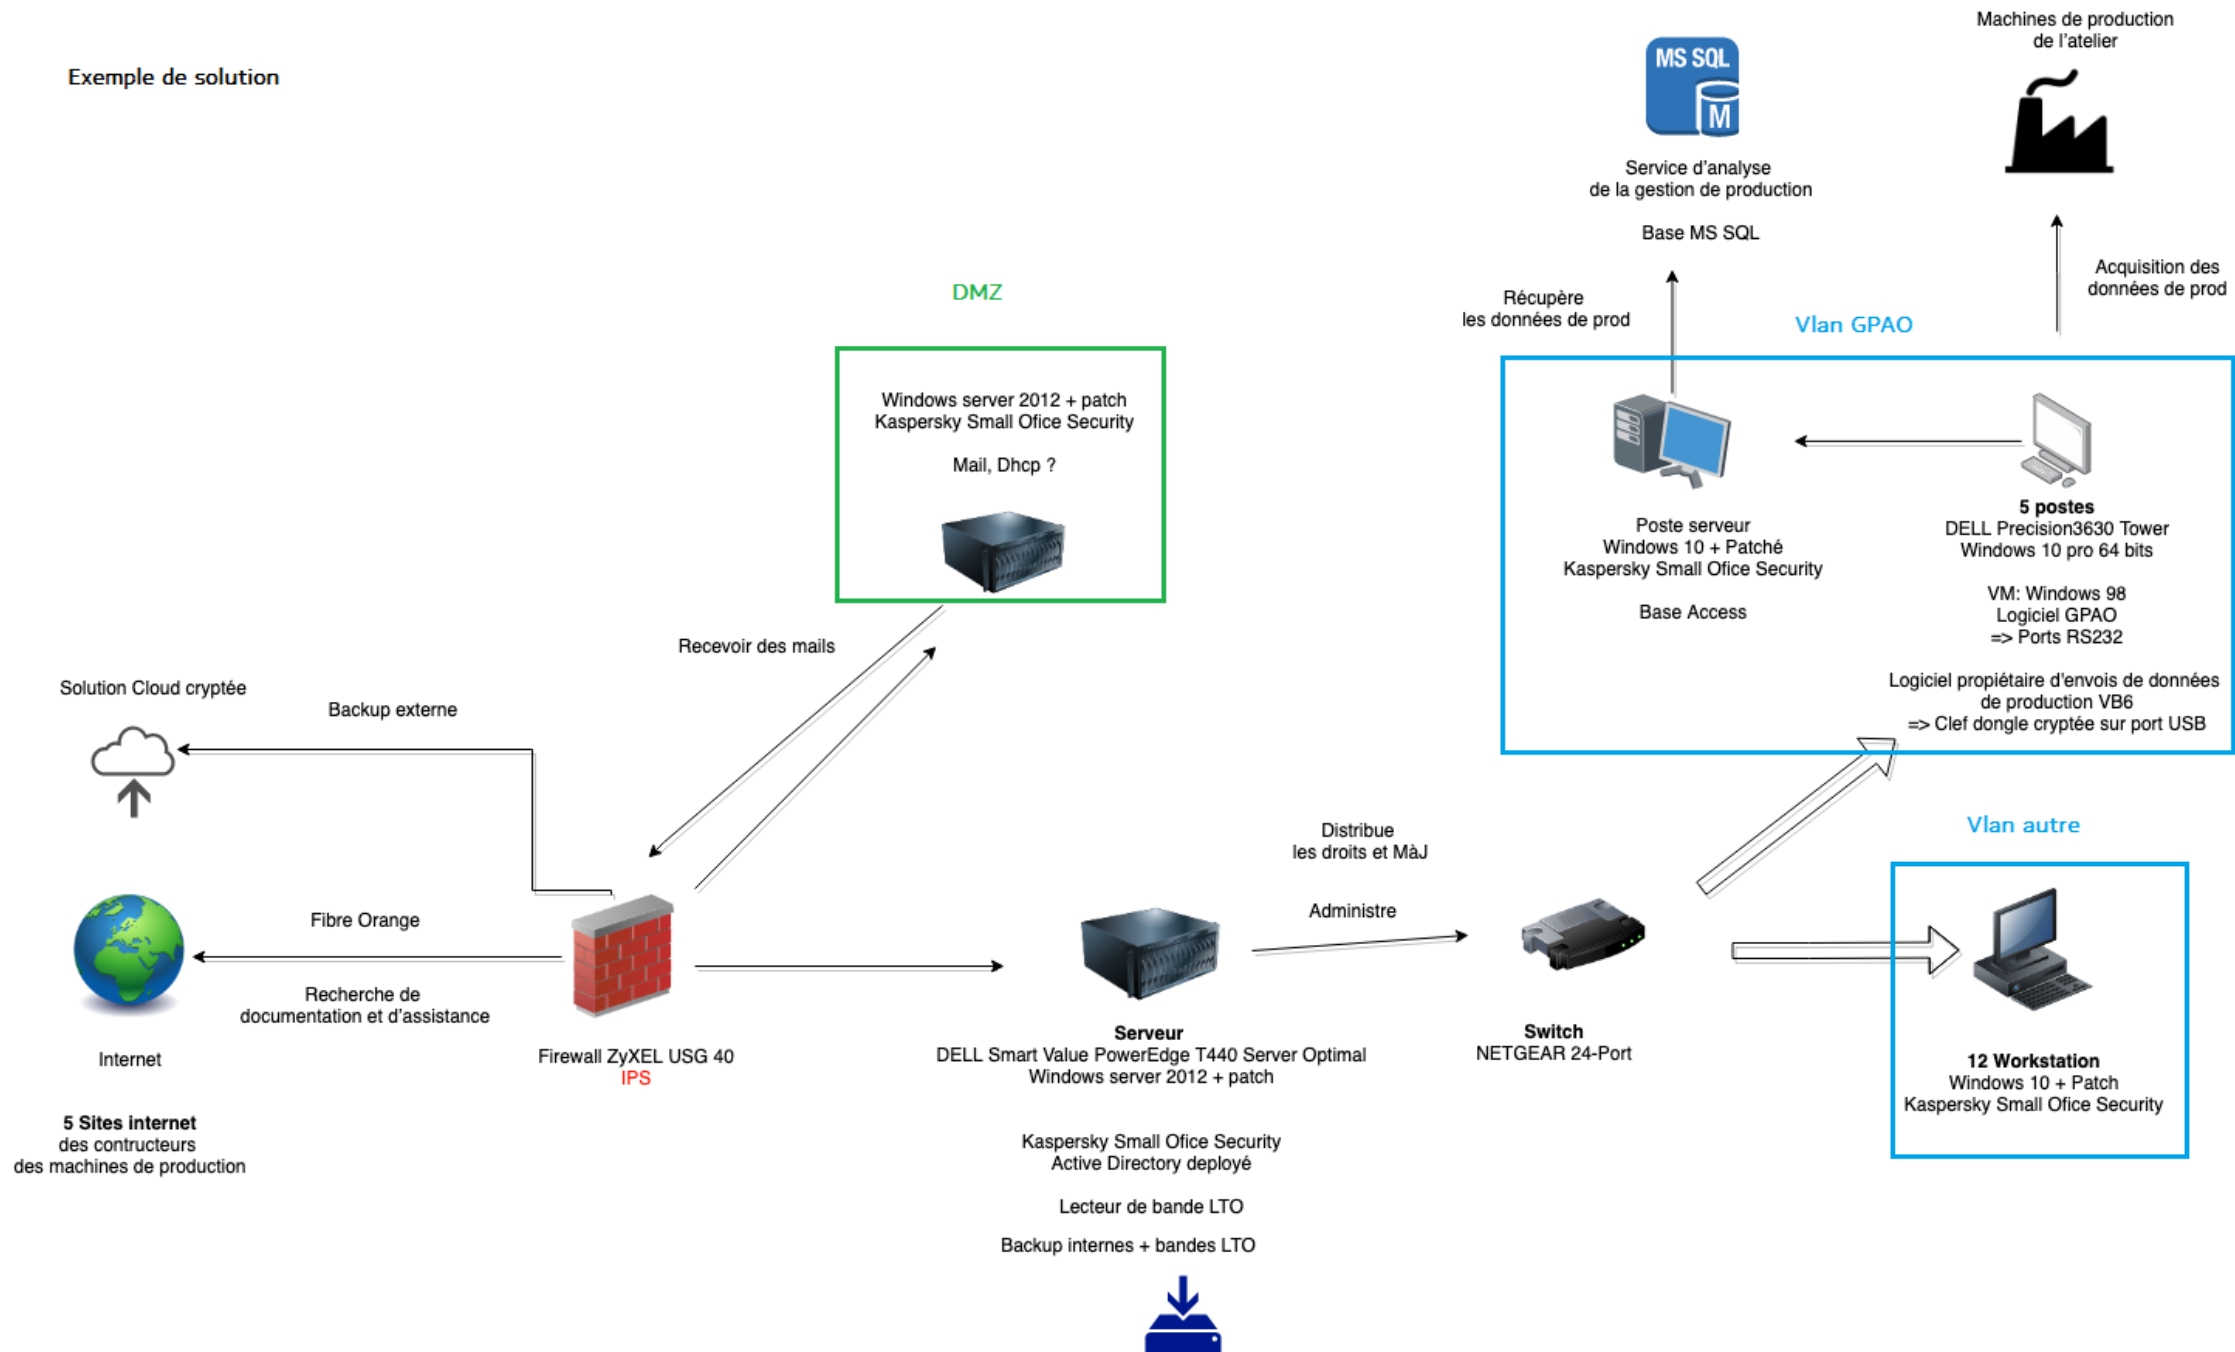 Exemple de solution
MS SQL
M
Service d'analyse
de la gestion de production
Base MS SQL
Machines de production
de l'atelier
Acquisition des
données de prod
Récupère
les données de prod
Vlan GPAO
DMZ
Windows server 2012 + patch
Kaspersky Small Ofice Security
Mail, Dhcp ?
Poste serveur
Windows 10 + Patché
Kaspersky Small Ofice Security
Base Access
5 postes
DELL Precision3630 Tower
Windows 10 pro 64 bits
VM: Windows 98
Logiciel GPAO
=> Ports RS232
Logiciel propiétaire d'envois de données
de production VB6
=> Clef dongle cryptée sur port USB
Recevoir des mails
Solution Cloud cryptée
Backup externe
Fibre Orange
Recherche de
documentation et d'assistance
Internet
5 Sites internet
des contructeurs
des machines de production
Firewall ZyXEL USG 40
IPS
Serveur
DELL Smart Value PowerEdge T440 Server Optimal
Windows server 2012 + patch
Kaspersky Small Ofice Security
Active Directory deployé
Lecteur de bande LTO
Backup internes + bandes LTO
Distribue
les droits et MàJ
Administre
Switch
NETGEAR 24-Port
Vlan autre
12 Workstation
Windows 10 + Patch
Kaspersky Small Ofice Security